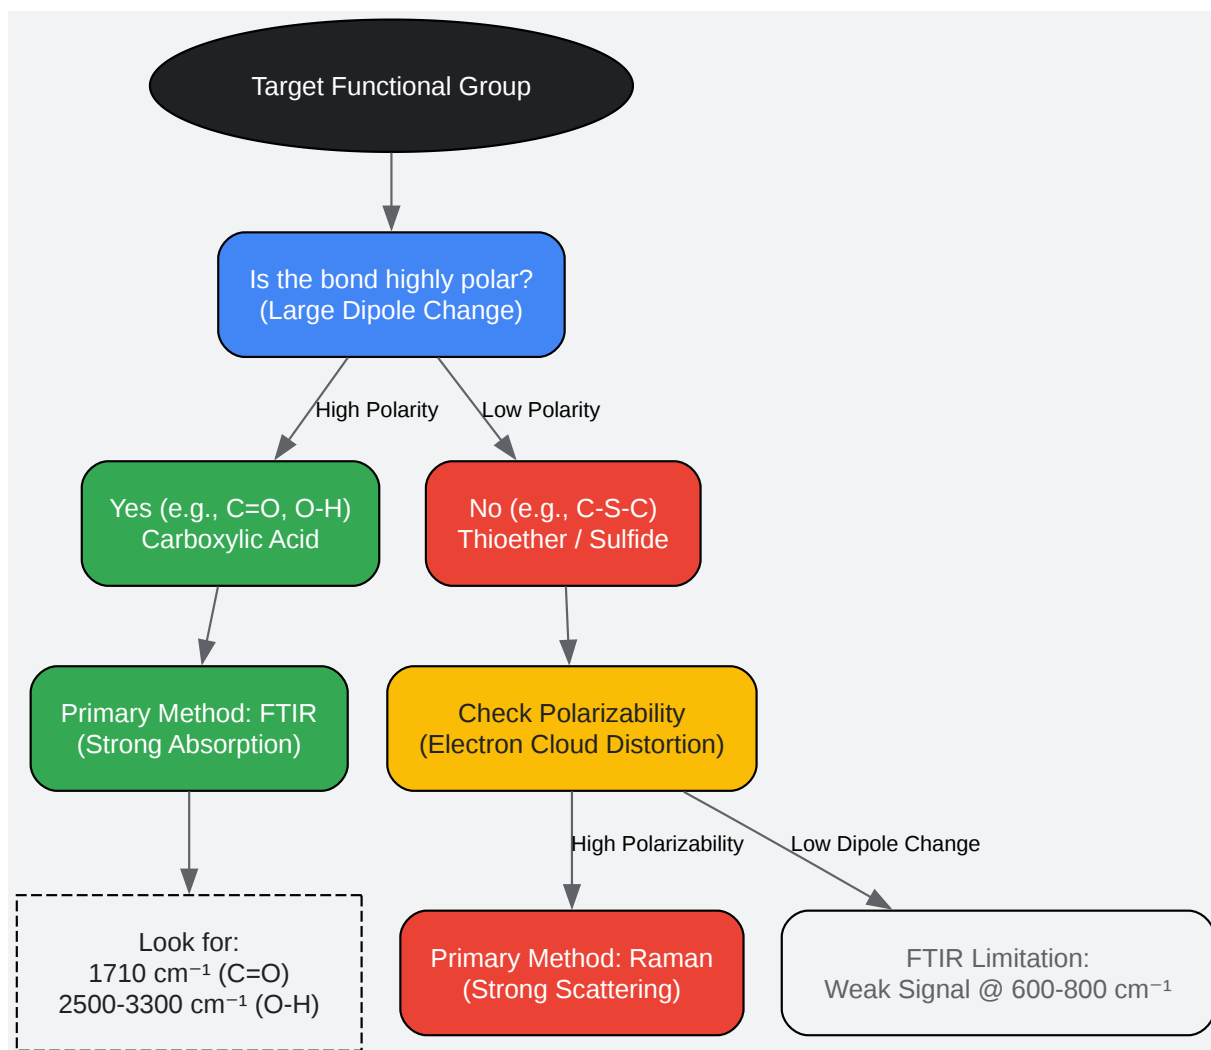 Target Functional Group
Is the bond highly polar?
(Large Dipole Change)
High Polarity
Low Polarity
Yes (e.g., C=O, O-H)
Carboxylic Acid
No (e.g., C-S-C)
Thioether / Sulfide
Primary Method: FTIR
(Strong Absorption)
Check Polarizability
(Electron Cloud Distortion)
High Polarizability
Low Dipole Change
Look for:
1710 cm⁻¹ (C=O)
2500-3300 cm⁻¹ (O-H)
Primary Method: Raman
(Strong Scattering)
FTIR Limitation:
Weak Signal @ 600-800 cm⁻¹